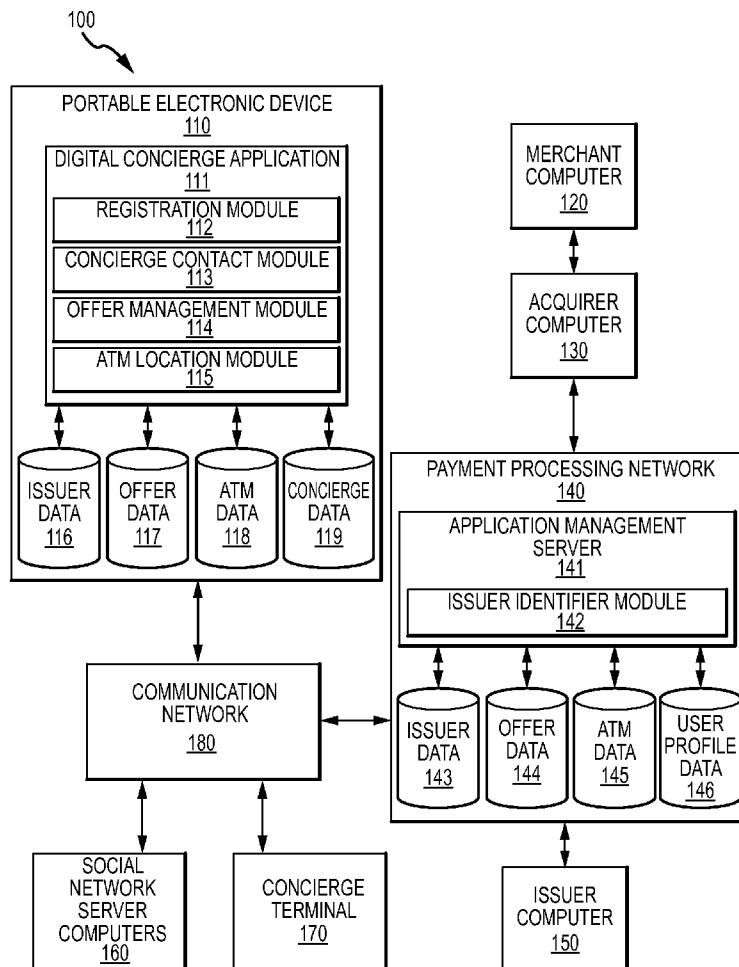 100
PORTABLE ELECTRONIC DEVICE
110
DIGITAL CONCIERGE APPLICATION
111
REGISTRATION MODULE
112
CONCIERGE CONTACT MODULE
113
OFFER MANAGEMENT MODULE
114
ATM LOCATION MODULE
115
ISSUER
DATA
116
OFFER
DATA
117
ATM
DATA
118
CONCIERGE
DATA
119
MERCHANT
COMPUTER
120
ACQUIRER
COMPUTER
130
PAYMENT PROCESSING NETWORK
140
APPLICATION MANAGEMENT
SERVER
141
ISSUER IDENTIFIER MODULE
142
ISSUER
DATA
143
OFFER
DATA
144
ATM
DATA
145
USER
PROFILE
DATA
146
COMMUNICATION
NETWORK
180
SOCIAL
NETWORK
SERVER
COMPUTERS
160
CONCIERGE
TERMINAL
170
ISSUER
COMPUTER
150